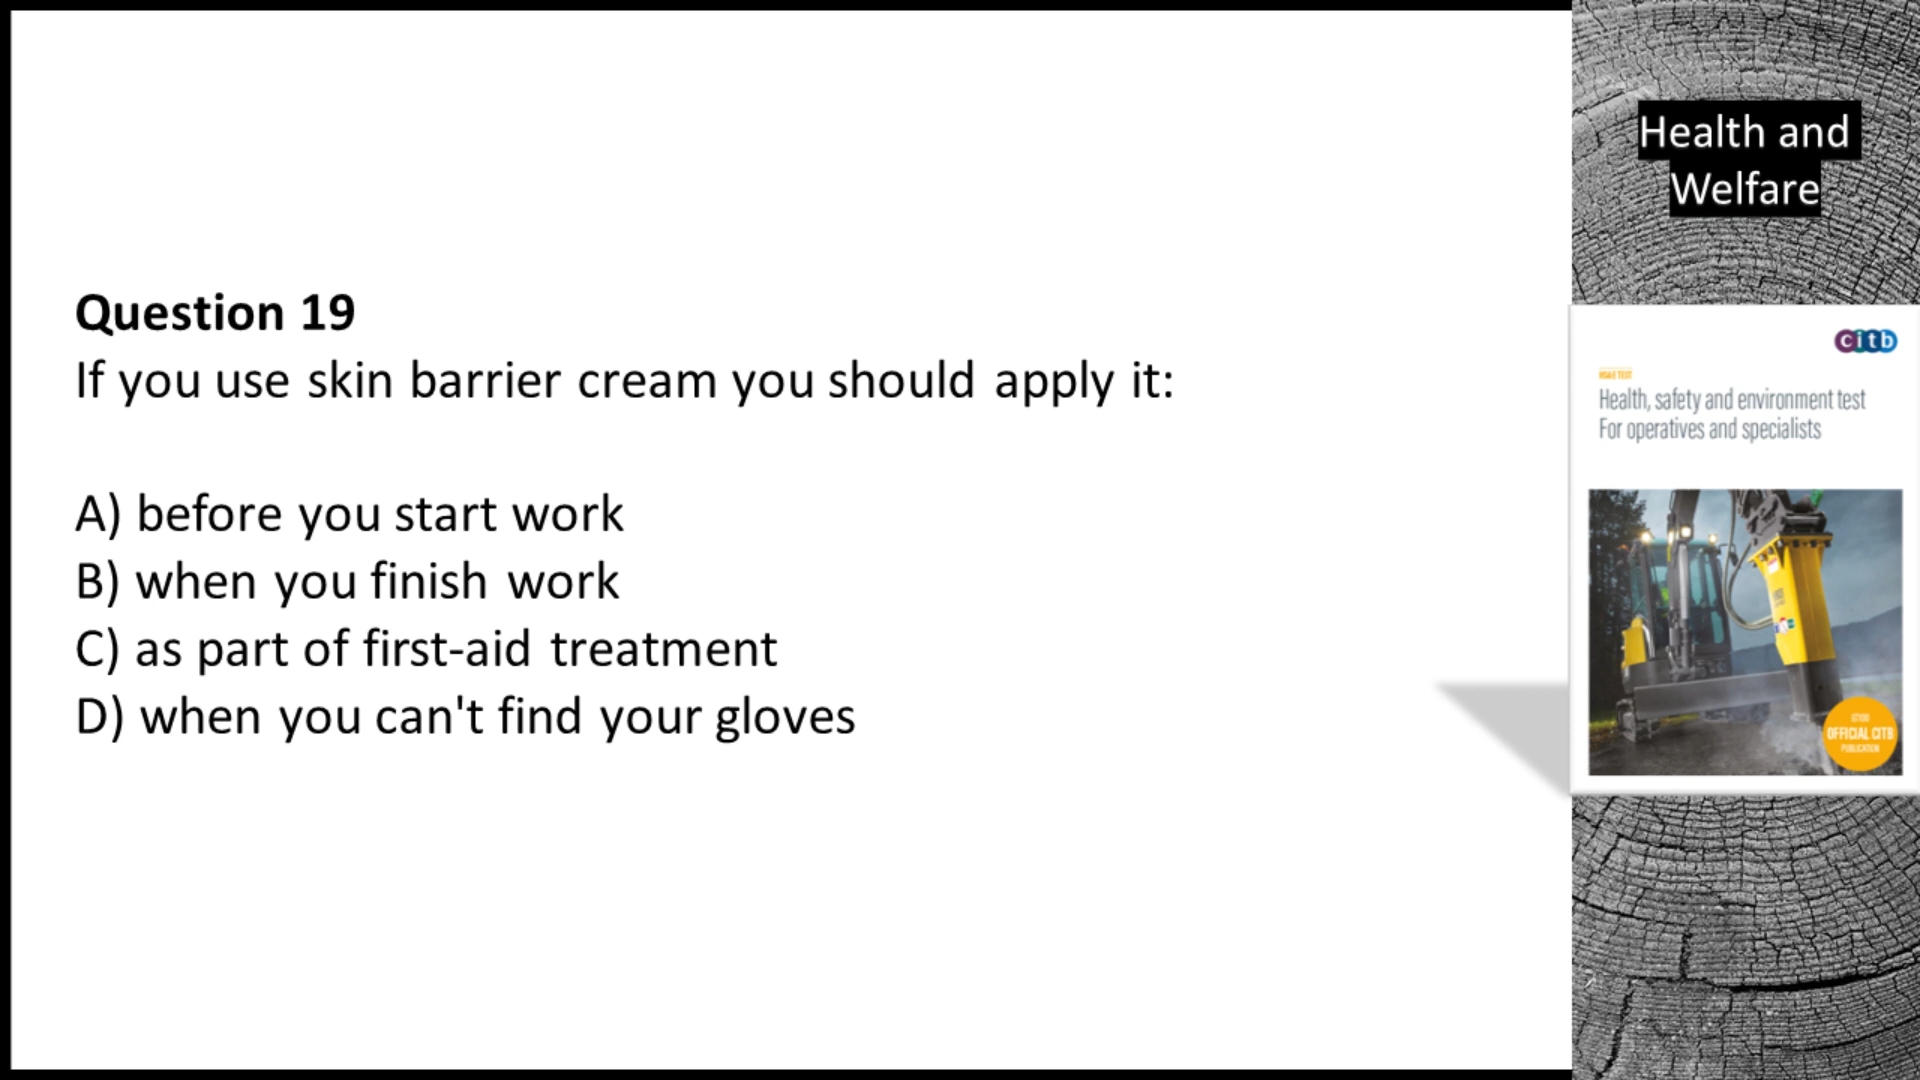 Health and
Welfare
Question 19
If you use skin barrier cream you should apply it:
A) before you start work
B) when you finish work
C) as part of first-aid treatment
D) when you can't find your gloves
citb
HS&E TEST
Health, safety and environment test
For operatives and specialists
OFFICIAL CITB
PUBLICATION